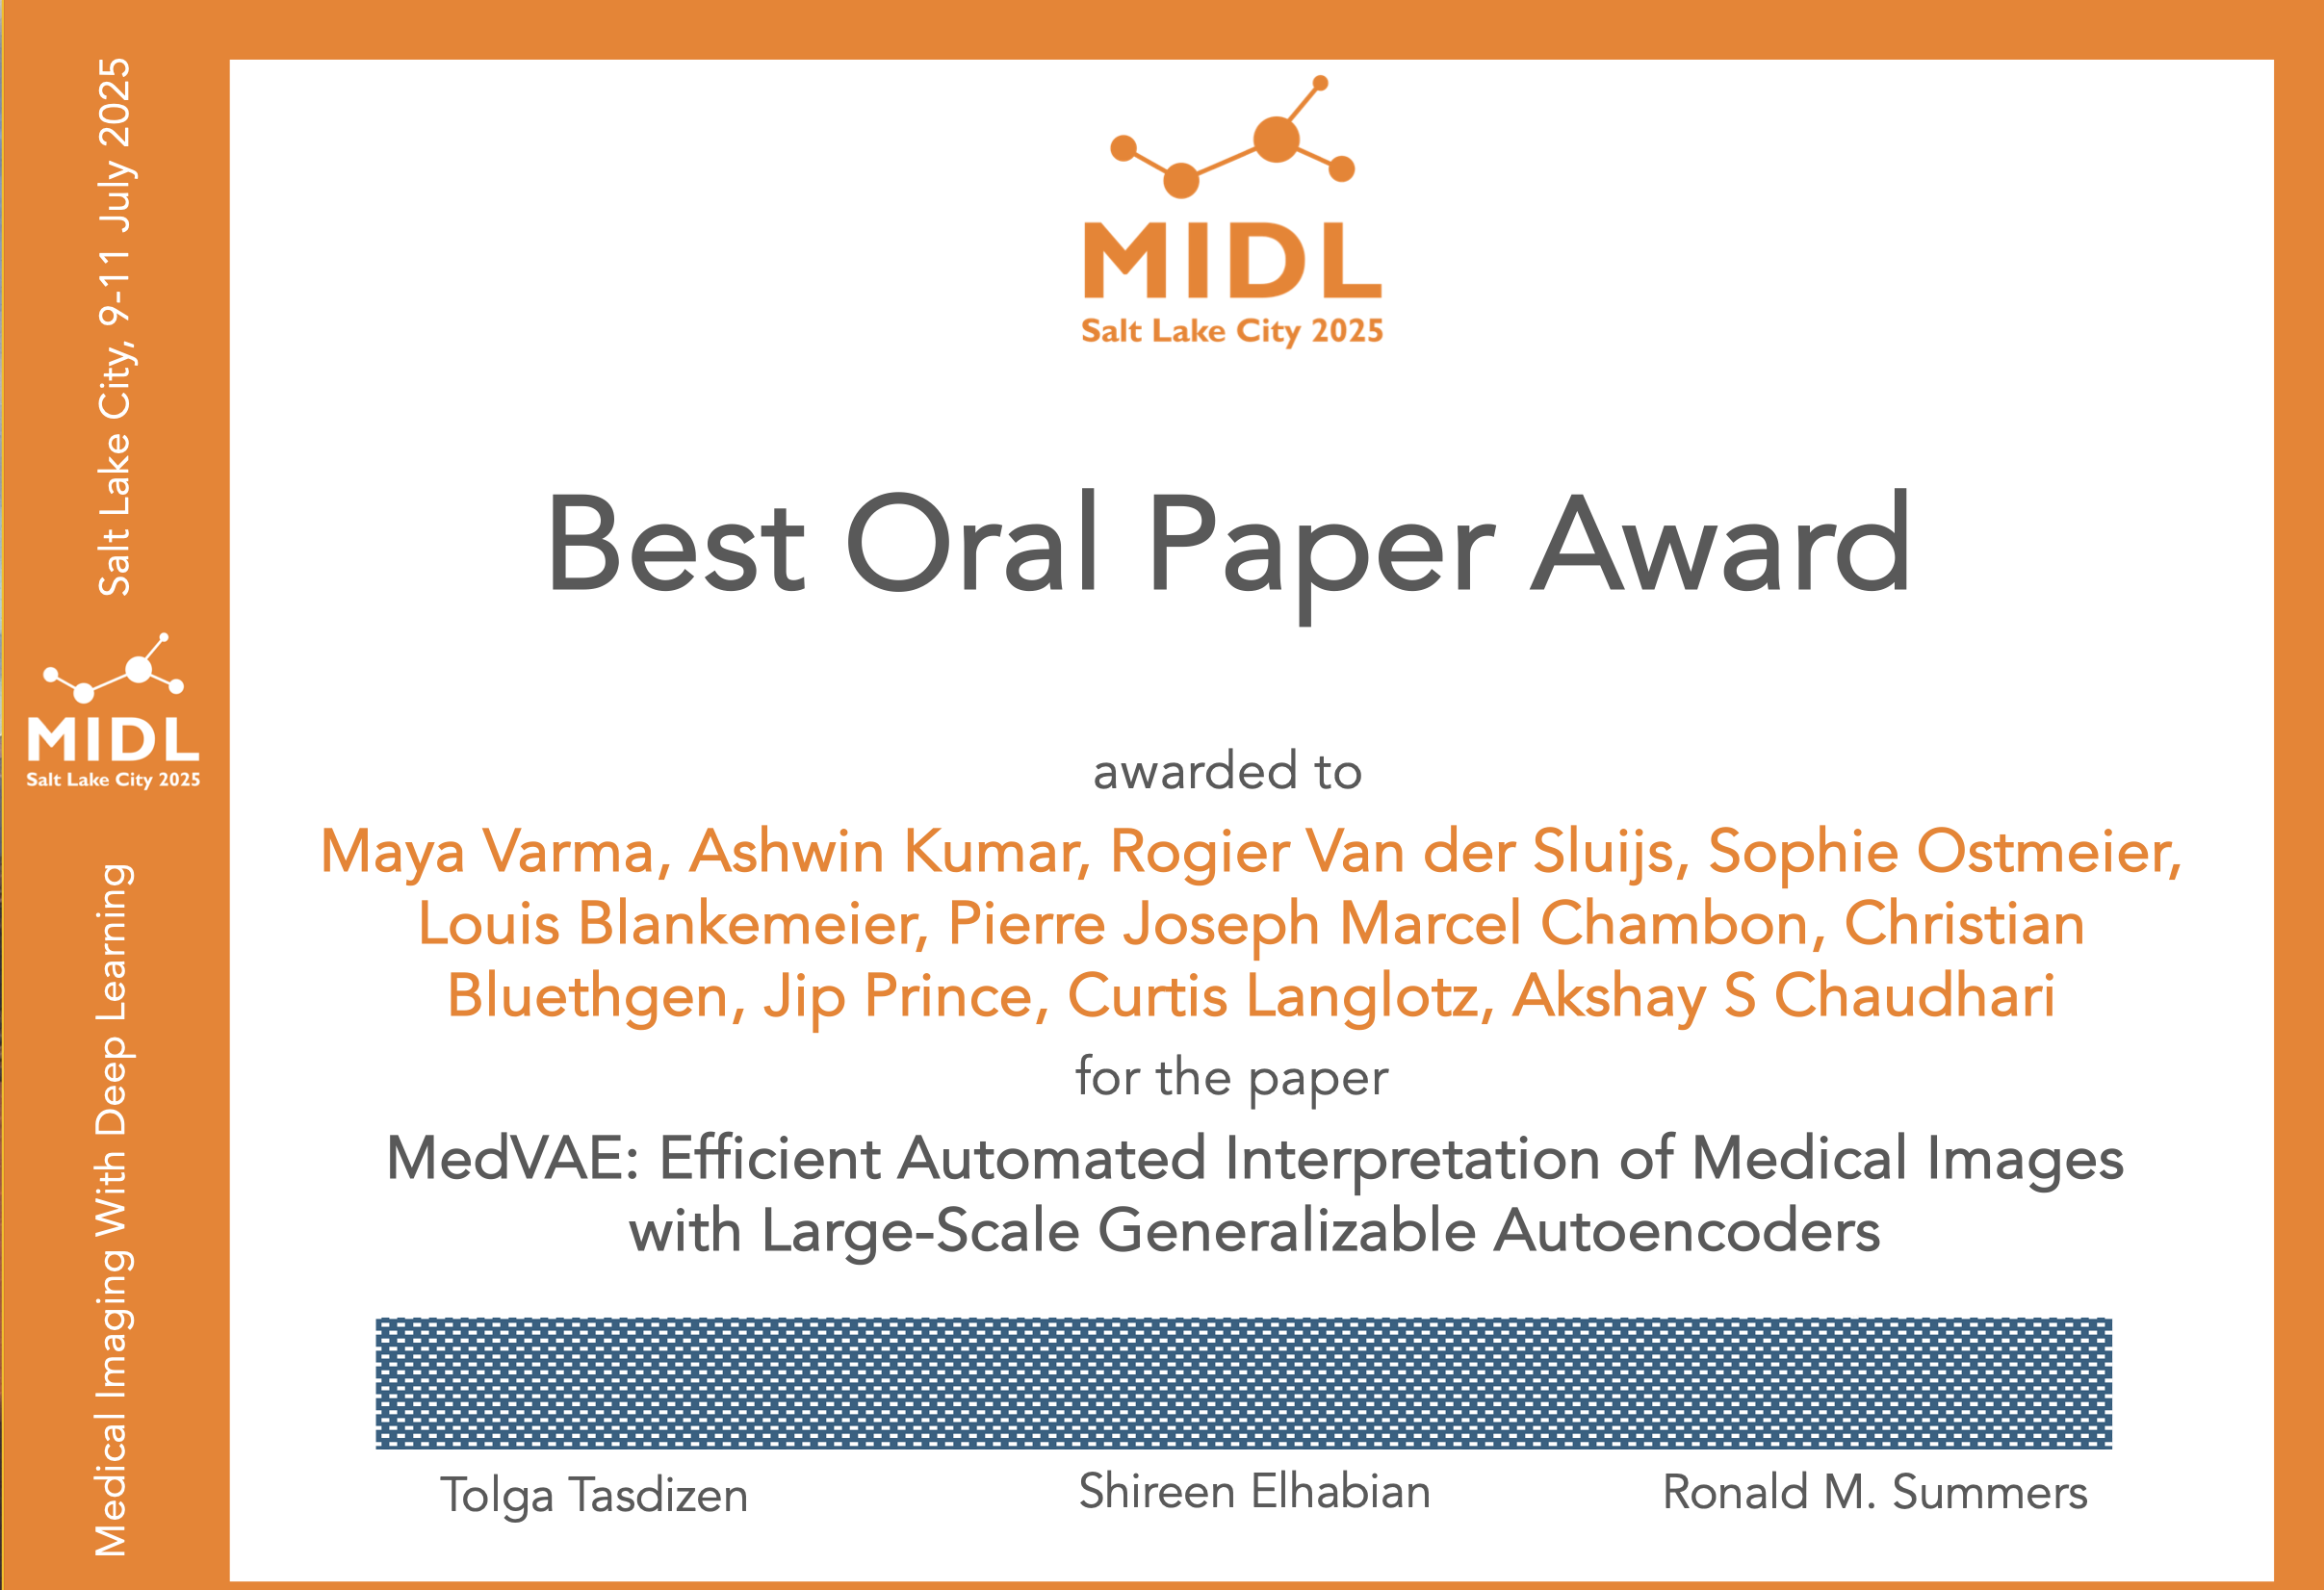 Salt Lake City, 9-11 July 2025
MIDL
Salt Lake City 2025
Medical Imaging With Deep Learning
MIDL
Salt Lake City 2025
Best Oral Paper Award
awarded to
Maya Varma, Ashwin Kumar, Rogier Van der Sluijs, Sophie Ostmeier,
Louis Blankemeier, Pierre Joseph Marcel Chambon, Christian
Bluethgen, Jip Prince, Curtis Langlotz, Akshay S Chaudhari
for the paper
MedVAE: Efficient Automated Interpretation of Medical Images
with Large-Scale Generalizable Autoencoders
Tolga Tasdizen
Shireen Elhabian
Ronald M. Summers